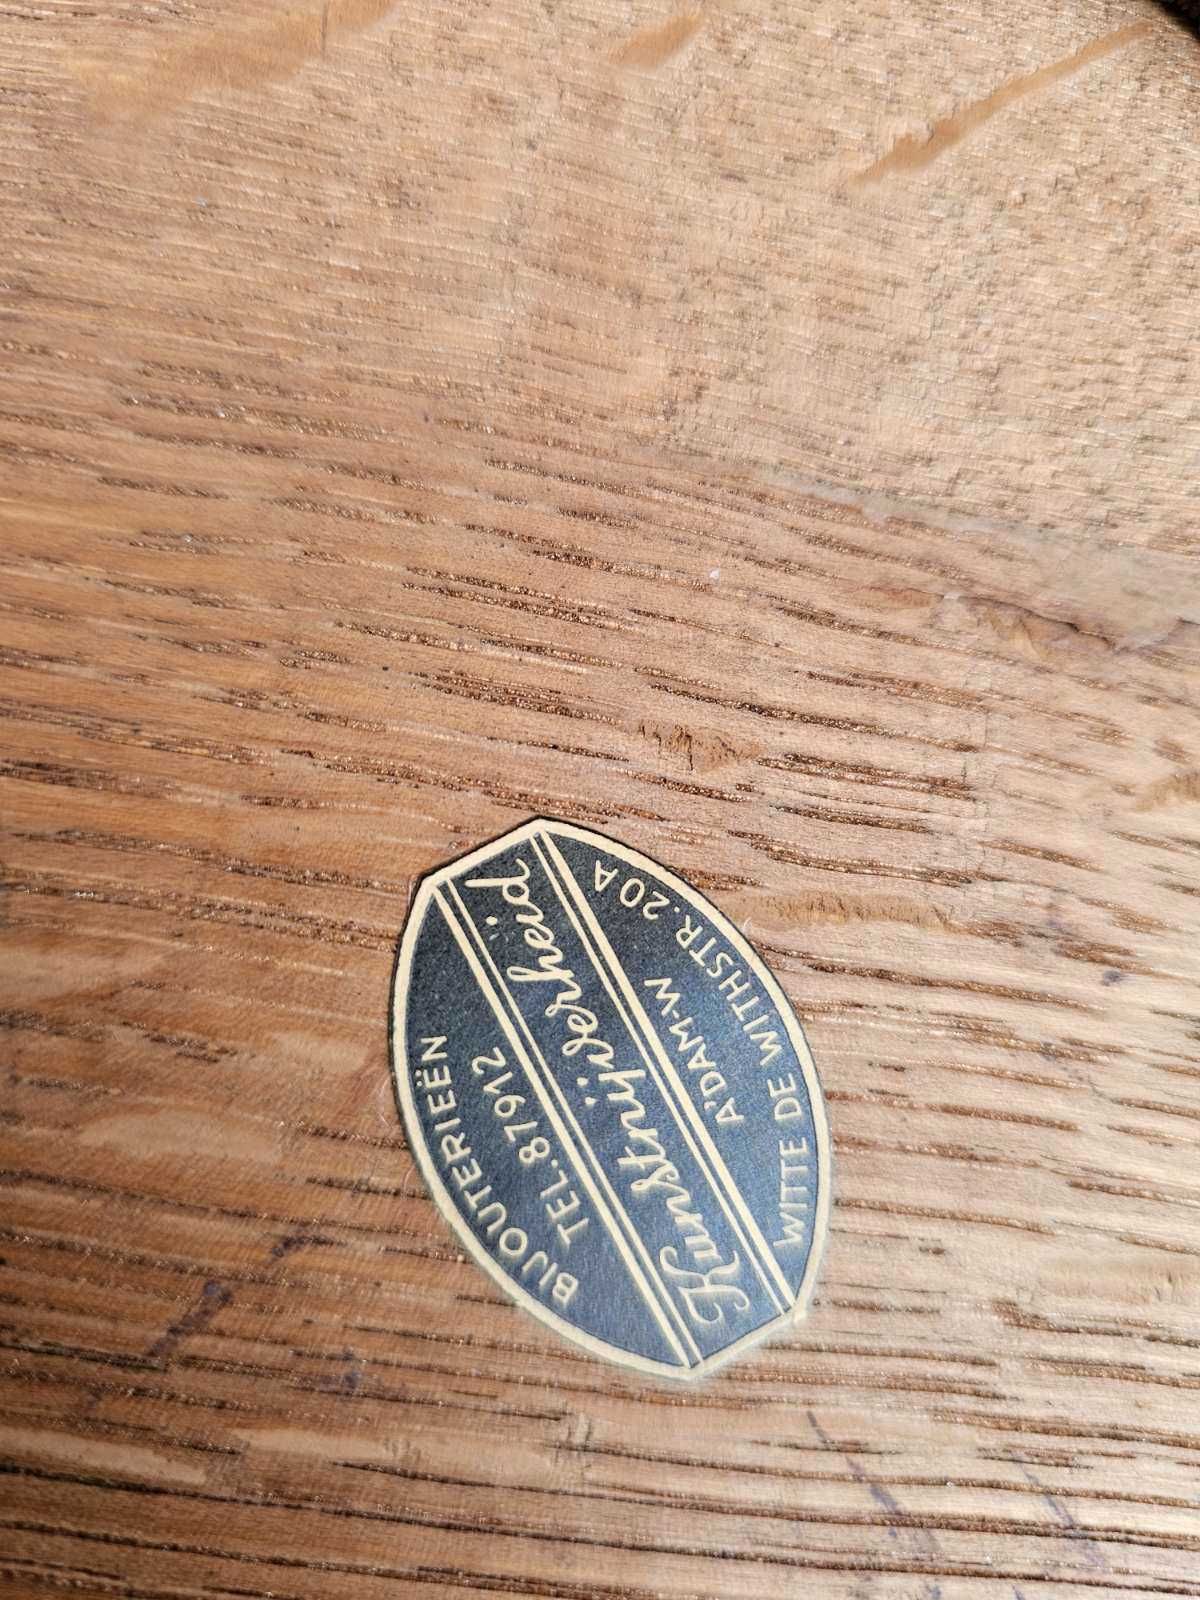 BIJOUTERIEËN
TEL. 87912
Kunstnijverheid
A'DAM-W
WITTE DE WITHSTR. 20A